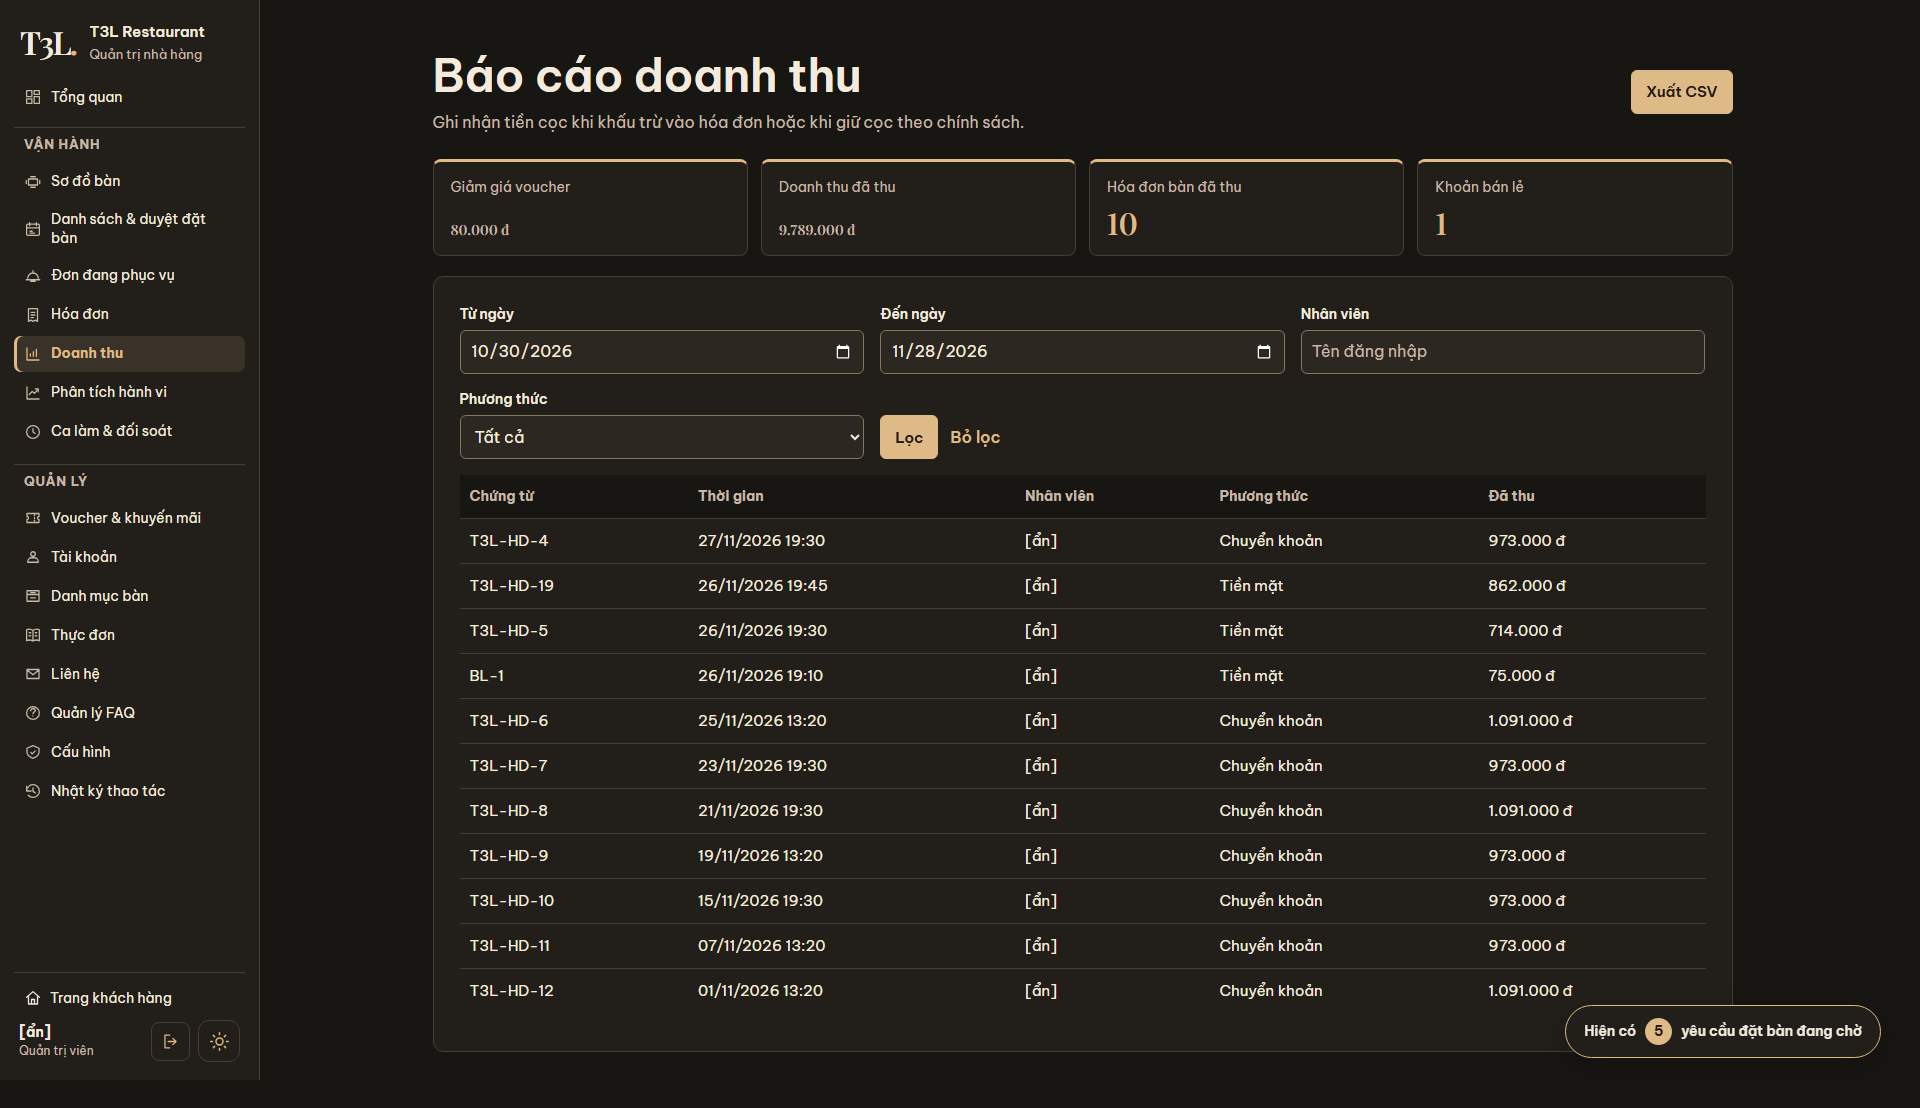 T3L.
T3L Restaurant
Quản trị nhà hàng
Tổng quan
VẬN HÀNH
Sơ đồ bàn
Danh sách & duyệt đặt
bàn
Đơn đang phục vụ
Hóa đơn
Doanh thu
Phân tích hành vi
Ca làm & đối soát
QUẢN LÝ
Voucher & khuyến mãi
Tài khoản
Danh mục bàn
Thực đơn
Liên hệ
Quản lý FAQ
Cấu hình
Nhật ký thao tác
Trang khách hàng
[ẩn]
Quản trị viên
Báo cáo doanh thu
Ghi nhận tiền cọc khi khấu trừ vào hóa đơn hoặc khi giữ cọc theo chính sách.
Xuất CSV
Giảm giá voucher
80.000 đ
Doanh thu đã thu
9.789.000 đ
Hóa đơn bàn đã thu
10
Khoản bán lẻ
1
Từ ngày
10/30/2026
Đến ngày
11/28/2026
Nhân viên
Tên đăng nhập
Phương thức
Tất cả
Lọc
Bỏ lọc
Chứng từ Thời gian Nhân viên Phương thức Đã thu
T3L-HD-4 27/11/2026 19:30 [ẩn] Chuyển khoản 973.000 đ
T3L-HD-19 26/11/2026 19:45 [ẩn] Tiền mặt 862.000 đ
T3L-HD-5 26/11/2026 19:30 [ẩn] Tiền mặt 714.000 đ
BL-1 26/11/2026 19:10 [ẩn] Tiền mặt 75.000 đ
T3L-HD-6 25/11/2026 13:20 [ẩn] Chuyển khoản 1.091.000 đ
T3L-HD-7 23/11/2026 19:30 [ẩn] Chuyển khoản 973.000 đ
T3L-HD-8 21/11/2026 19:30 [ẩn] Chuyển khoản 1.091.000 đ
T3L-HD-9 19/11/2026 13:20 [ẩn] Chuyển khoản 973.000 đ
T3L-HD-10 15/11/2026 19:30 [ẩn] Chuyển khoản 973.000 đ
T3L-HD-11 07/11/2026 13:20 [ẩn] Chuyển khoản 973.000 đ
T3L-HD-12 01/11/2026 13:20 [ẩn] Chuyển khoản 1.091.000 đ
Hiện có 5 yêu cầu đặt bàn đang chờ